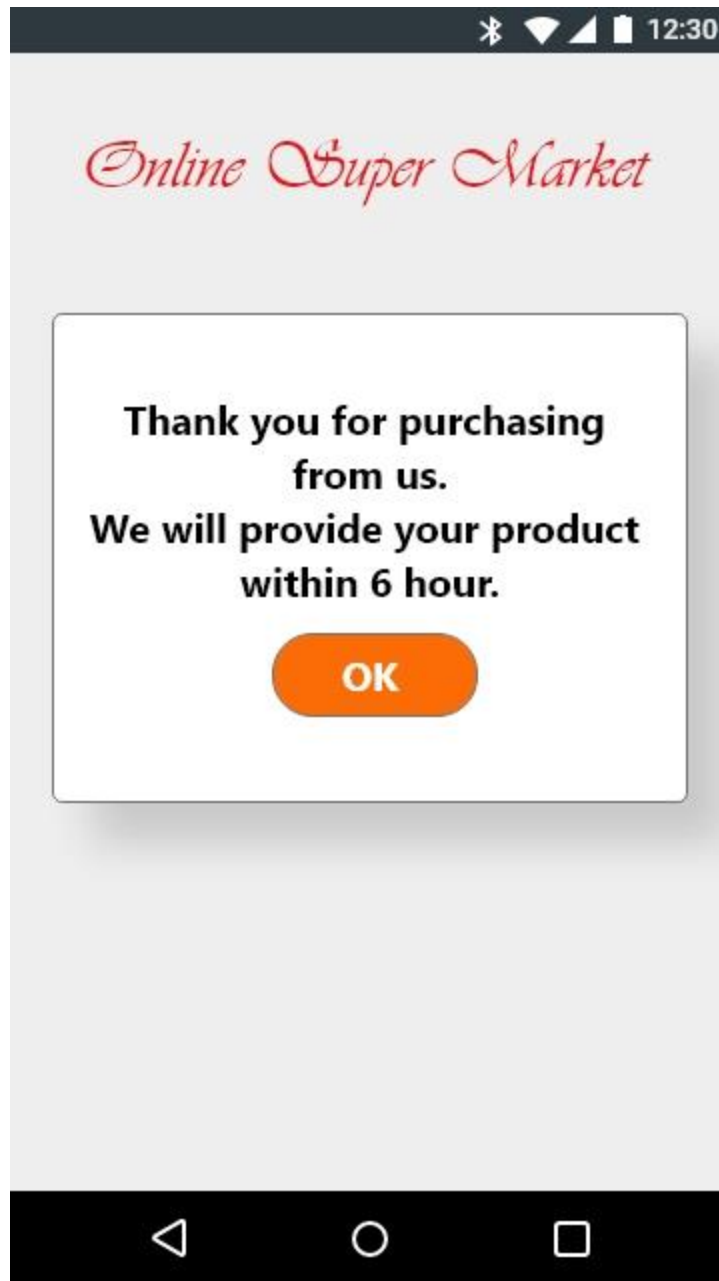 12:30
Online Super Market
Thank you for purchasing
from us.
We will provide your product
within 6 hour.
OK